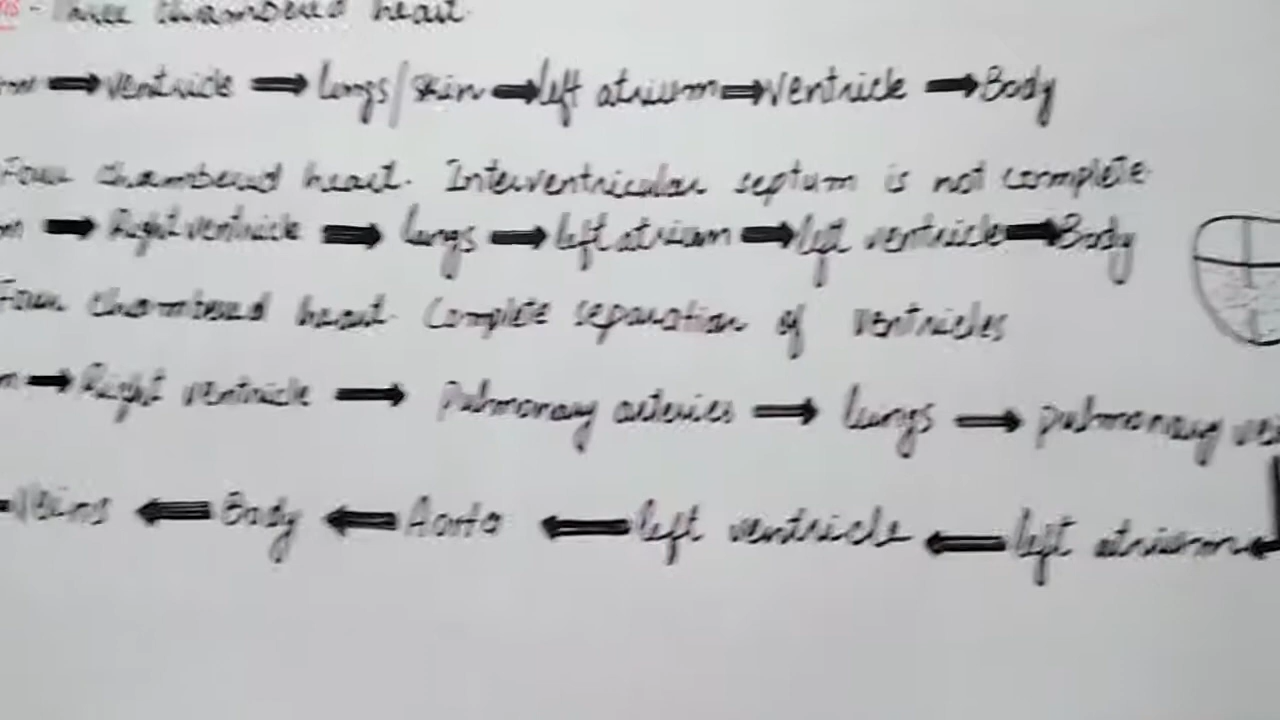 Three chambered heart.
➡ ventricle ➡ lungs/skin ➡ left atrium ➡ Ventricle ➡ Body
Four chambered heart. Interventricular septum is not complete
➡ Right ventricle ➡ lungs ➡ left atrium ➡ left ventricle ➡ Body
Four chambered heart. Complete separation of ventricles
➡ Right ventricle ➡ Pulmonary arteries ➡ lungs ➡ pulmonary
Veins ⬅ Body ⬅ Aorta ⬅ left ventricle ⬅ left atrium